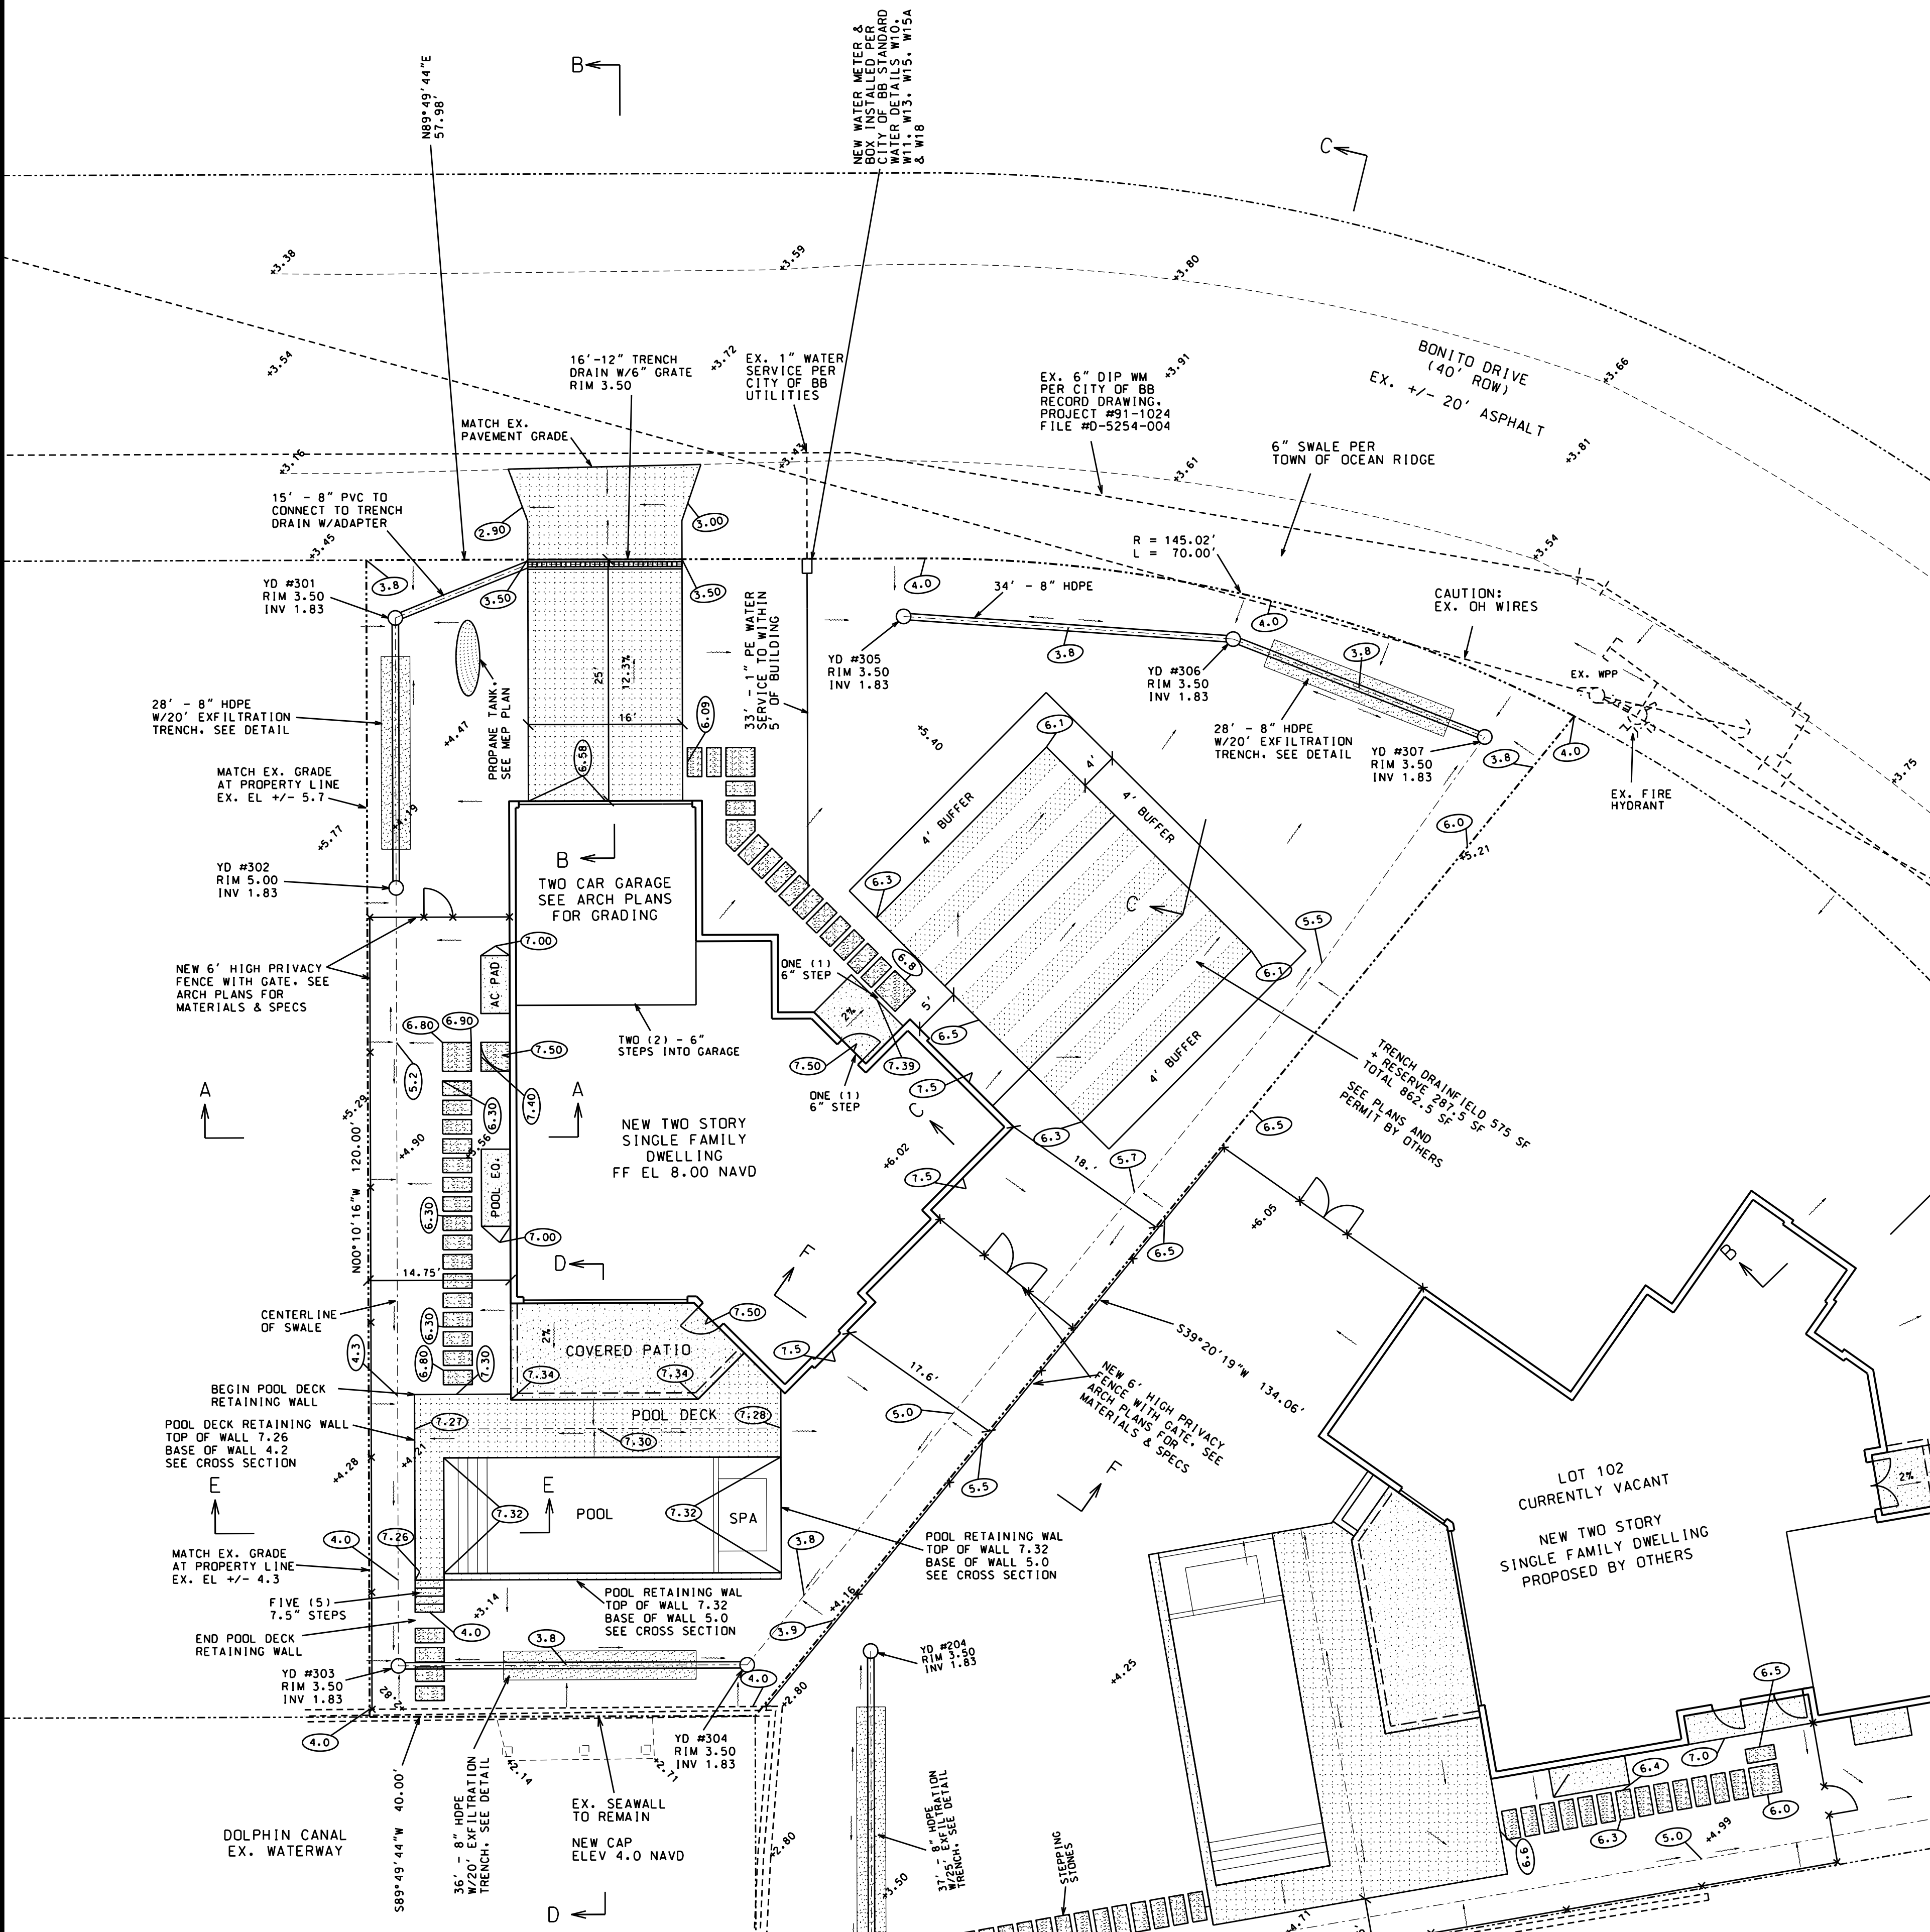 B
N89°49'44"E
57.98'
NEW WATER METER &
BOX INSTALLED PER
CITY OF BB STANDARD
WATER DETAILS W10,
W11, W13, W15, W15A
& W18
C
+3.38
+3.59
+3.80
+3.54
16'-12" TRENCH
DRAIN W/6" GRATE
RIM 3.50
+3.72
EX. 1" WATER
SERVICE PER
CITY OF BB
UTILITIES
EX. 6" DIP WM
PER CITY OF BB
RECORD DRAWING,
PROJECT #91-1024
FILE #D-5254-004
+3.91
BONITO DRIVE
(40' ROW)
EX. +/- 20' ASPHALT
+3.66
MATCH EX.
PAVEMENT GRADE
+3.16
+3.43
+3.61
6" SWALE PER
TOWN OF OCEAN RIDGE
+3.81
15' - 8" PVC TO
CONNECT TO TRENCH
DRAIN W/ADAPTER
2.90
3.00
+3.45
R = 145.02'
L = 70.00'
+3.54
YD #301
RIM 3.50
INV 1.83
3.8
3.50
3.50
4.0
34' - 8" HDPE
4.0
CAUTION:
EX. OH WIRES
33' - 1" PE WATER
SERVICE TO WITHIN
5' OF BUILDING
YD #305
RIM 3.50
INV 1.83
3.8
YD #306
RIM 3.50
INV 1.83
3.8
EX. WPP
28' - 8" HDPE
W/20' EXFILTRATION
TRENCH, SEE DETAIL
+4.47
PROPANE TANK,
SEE MEP PLAN
25'
12.3%
16'
6.09
+5.40
6.1
4'
28' - 8" HDPE
W/20' EXFILTRATION
TRENCH, SEE DETAIL
YD #307
RIM 3.50
INV 1.83
3.8
4.0
+3.75
MATCH EX. GRADE
AT PROPERTY LINE
EX. EL +/- 5.7
6.58
4' BUFFER
4' BUFFER
EX. FIRE
HYDRANT
+4.19
+5.77
6.0
+5.21
YD #302
RIM 5.00
INV 1.83
B
TWO CAR GARAGE
SEE ARCH PLANS
FOR GRADING
6.3
C
5.5
7.00
NEW 6' HIGH PRIVACY
FENCE WITH GATE, SEE
ARCH PLANS FOR
MATERIALS & SPECS
AC PAD
ONE (1)
6" STEP
6.8
6.1
2%
5'
6.80
6.90
7.50
TWO (2) - 6"
STEPS INTO GARAGE
7.50
7.39
6.5
4' BUFFER
TRENCH DRAINFIELD 575 SF
+ RESERVE 287.5 SF
TOTAL 862.5 SF
SEE PLANS AND
PERMIT BY OTHERS
5.2
A
6.30
7.40
A
ONE (1)
6" STEP
7.5
C
+5.29
+4.90
+5.56
NEW TWO STORY
SINGLE FAMILY
DWELLING
FF EL 8.00 NAVD
6.3
6.5
N00°10'16"W 120.00'
POOL EQ.
+6.02
7.5
18.'
5.7
6.30
7.00
+6.05
6.5
14.75'
D
F
B
CENTERLINE
OF SWALE
6.30
7.50
2%
COVERED PATIO
4.3
6.80
7.30
7.34
7.34
7.5
S39°20'19"W 134.06'
17.6'
NEW 6' HIGH PRIVACY
FENCE WITH GATE, SEE
ARCH PLANS FOR
MATERIALS & SPECS
BEGIN POOL DECK
RETAINING WALL
POOL DECK RETAINING WALL
TOP OF WALL 7.26
BASE OF WALL 4.2
SEE CROSS SECTION
7.27
POOL DECK
7.28
7.30
5.0
+4.21
+4.28
F
5.5
LOT 102
CURRENTLY VACANT
NEW TWO STORY
SINGLE FAMILY DWELLING
PROPOSED BY OTHERS
2%
E
E
7.32
POOL
7.32
SPA
4.0
7.26
3.8
POOL RETAINING WAL
TOP OF WALL 7.32
BASE OF WALL 5.0
SEE CROSS SECTION
MATCH EX. GRADE
AT PROPERTY LINE
EX. EL +/- 4.3
FIVE (5)
7.5" STEPS
+3.14
POOL RETAINING WAL
TOP OF WALL 7.32
BASE OF WALL 5.0
SEE CROSS SECTION
+4.16
3.9
4.0
END POOL DECK
RETAINING WALL
3.8
YD #303
RIM 3.50
INV 1.83
+2.82
4.0
+2.80
YD #204
RIM 3.50
INV 1.83
+4.25
6.5
4.0
YD #304
RIM 3.50
INV 1.83
+2.14
+2.71
7.0
6.4
6.0
S89°49'44"W 40.00'
36' - 8" HDPE
W/20' EXFILTRATION
TRENCH, SEE DETAIL
EX. SEAWALL
TO REMAIN
NEW CAP
ELEV 4.0 NAVD
DOLPHIN CANAL
EX. WATERWAY
+2.80
37' - 8" HDPE
W/25' EXFILTRATION
TRENCH, SEE DETAIL
+3.50
STEPPING
STONES
6.6
6.3
5.0
+4.99
D
+4.71